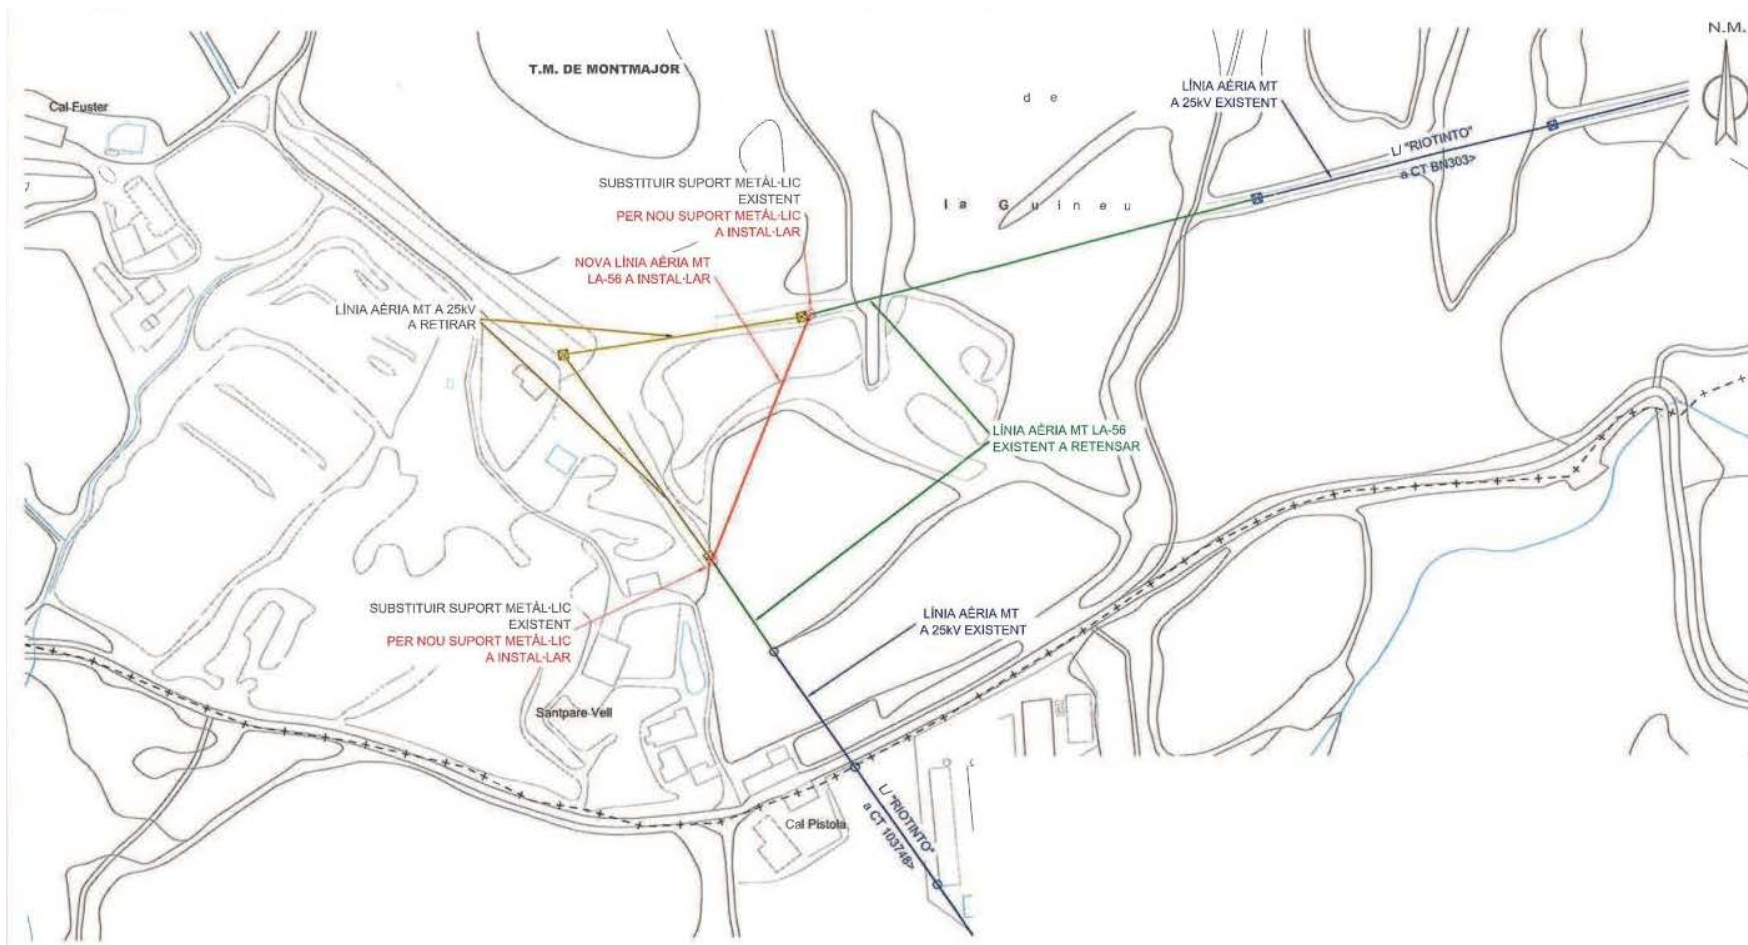 N.M.
T.M. DE MONTMAJOR
Cal Fuster
d e
la Guineu
LÍNIA AÈRIA MT
A 25kV EXISTENT
L/ "RIOTINTO"
a CT BN303>
SUBSTITUIR SUPORT METÀL·LIC
EXISTENT
PER NOU SUPORT METÀL·LIC
A INSTAL·LAR
NOVA LÍNIA AÈRIA MT
LA-56 A INSTAL·LAR
LÍNIA AÈRIA MT A 25kV
A RETIRAR
LÍNIA AÈRIA MT LA-56
EXISTENT A RETENSAR
SUBSTITUIR SUPORT METÀL·LIC
EXISTENT
PER NOU SUPORT METÀL·LIC
A INSTAL·LAR
LÍNIA AÈRIA MT
A 25kV EXISTENT
Santpare Vell
Cal Pistola
L/ "RIOTINTO"
a CT 103748>